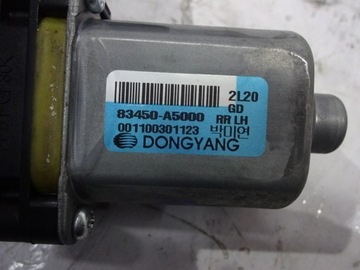 2L20
GD
83450-A5000 RR LH
001100301123 박미연
DONGYANG